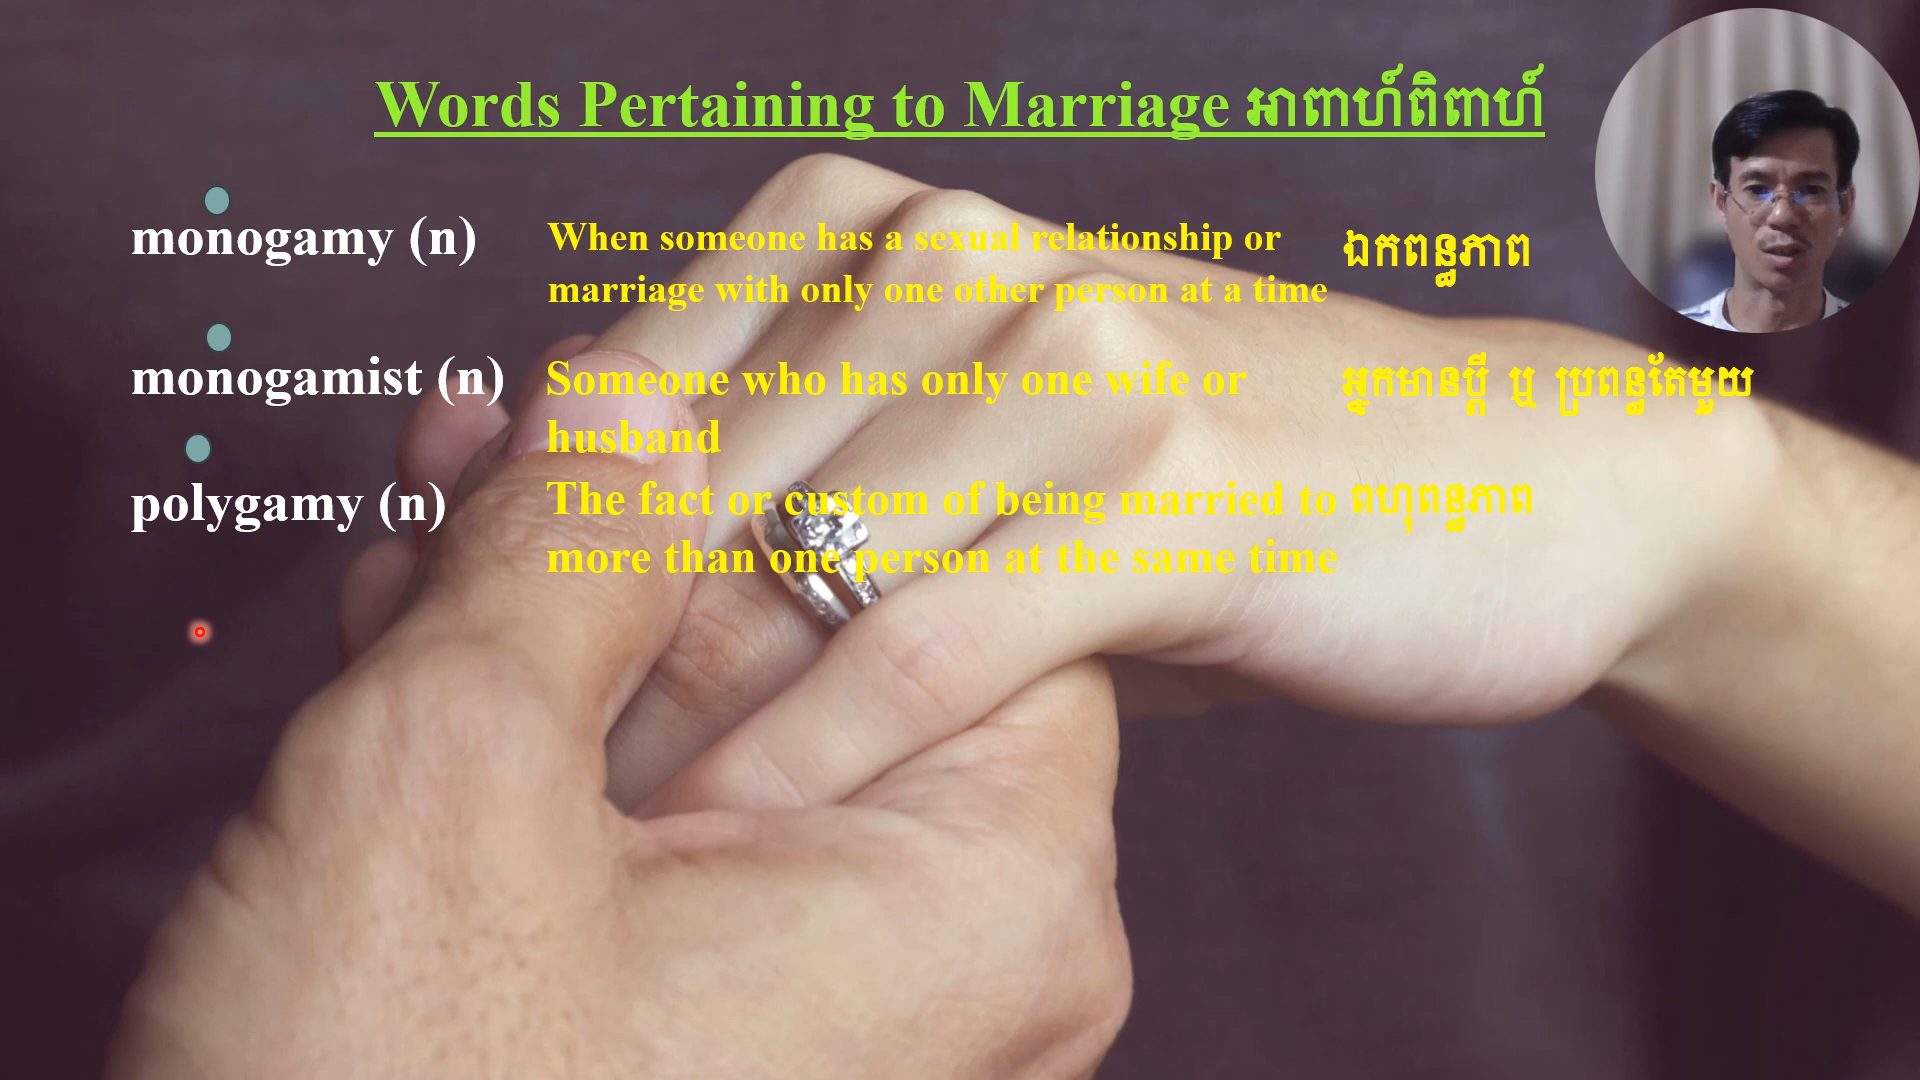 Words Pertaining to Marriage អាពាហ៍ពិពាហ៍
monogamy (n) When someone has a sexual relationship or ឯកពន្ធភាព
marriage with only one other person at a time
monogamist (n) Someone who has only one wife or អ្នកមានប្ដី ឬ ប្រពន្ធតែមួយ
husband
polygamy (n) The fact or custom of being married to ពហុពន្ធភាព
more than one person at the same time